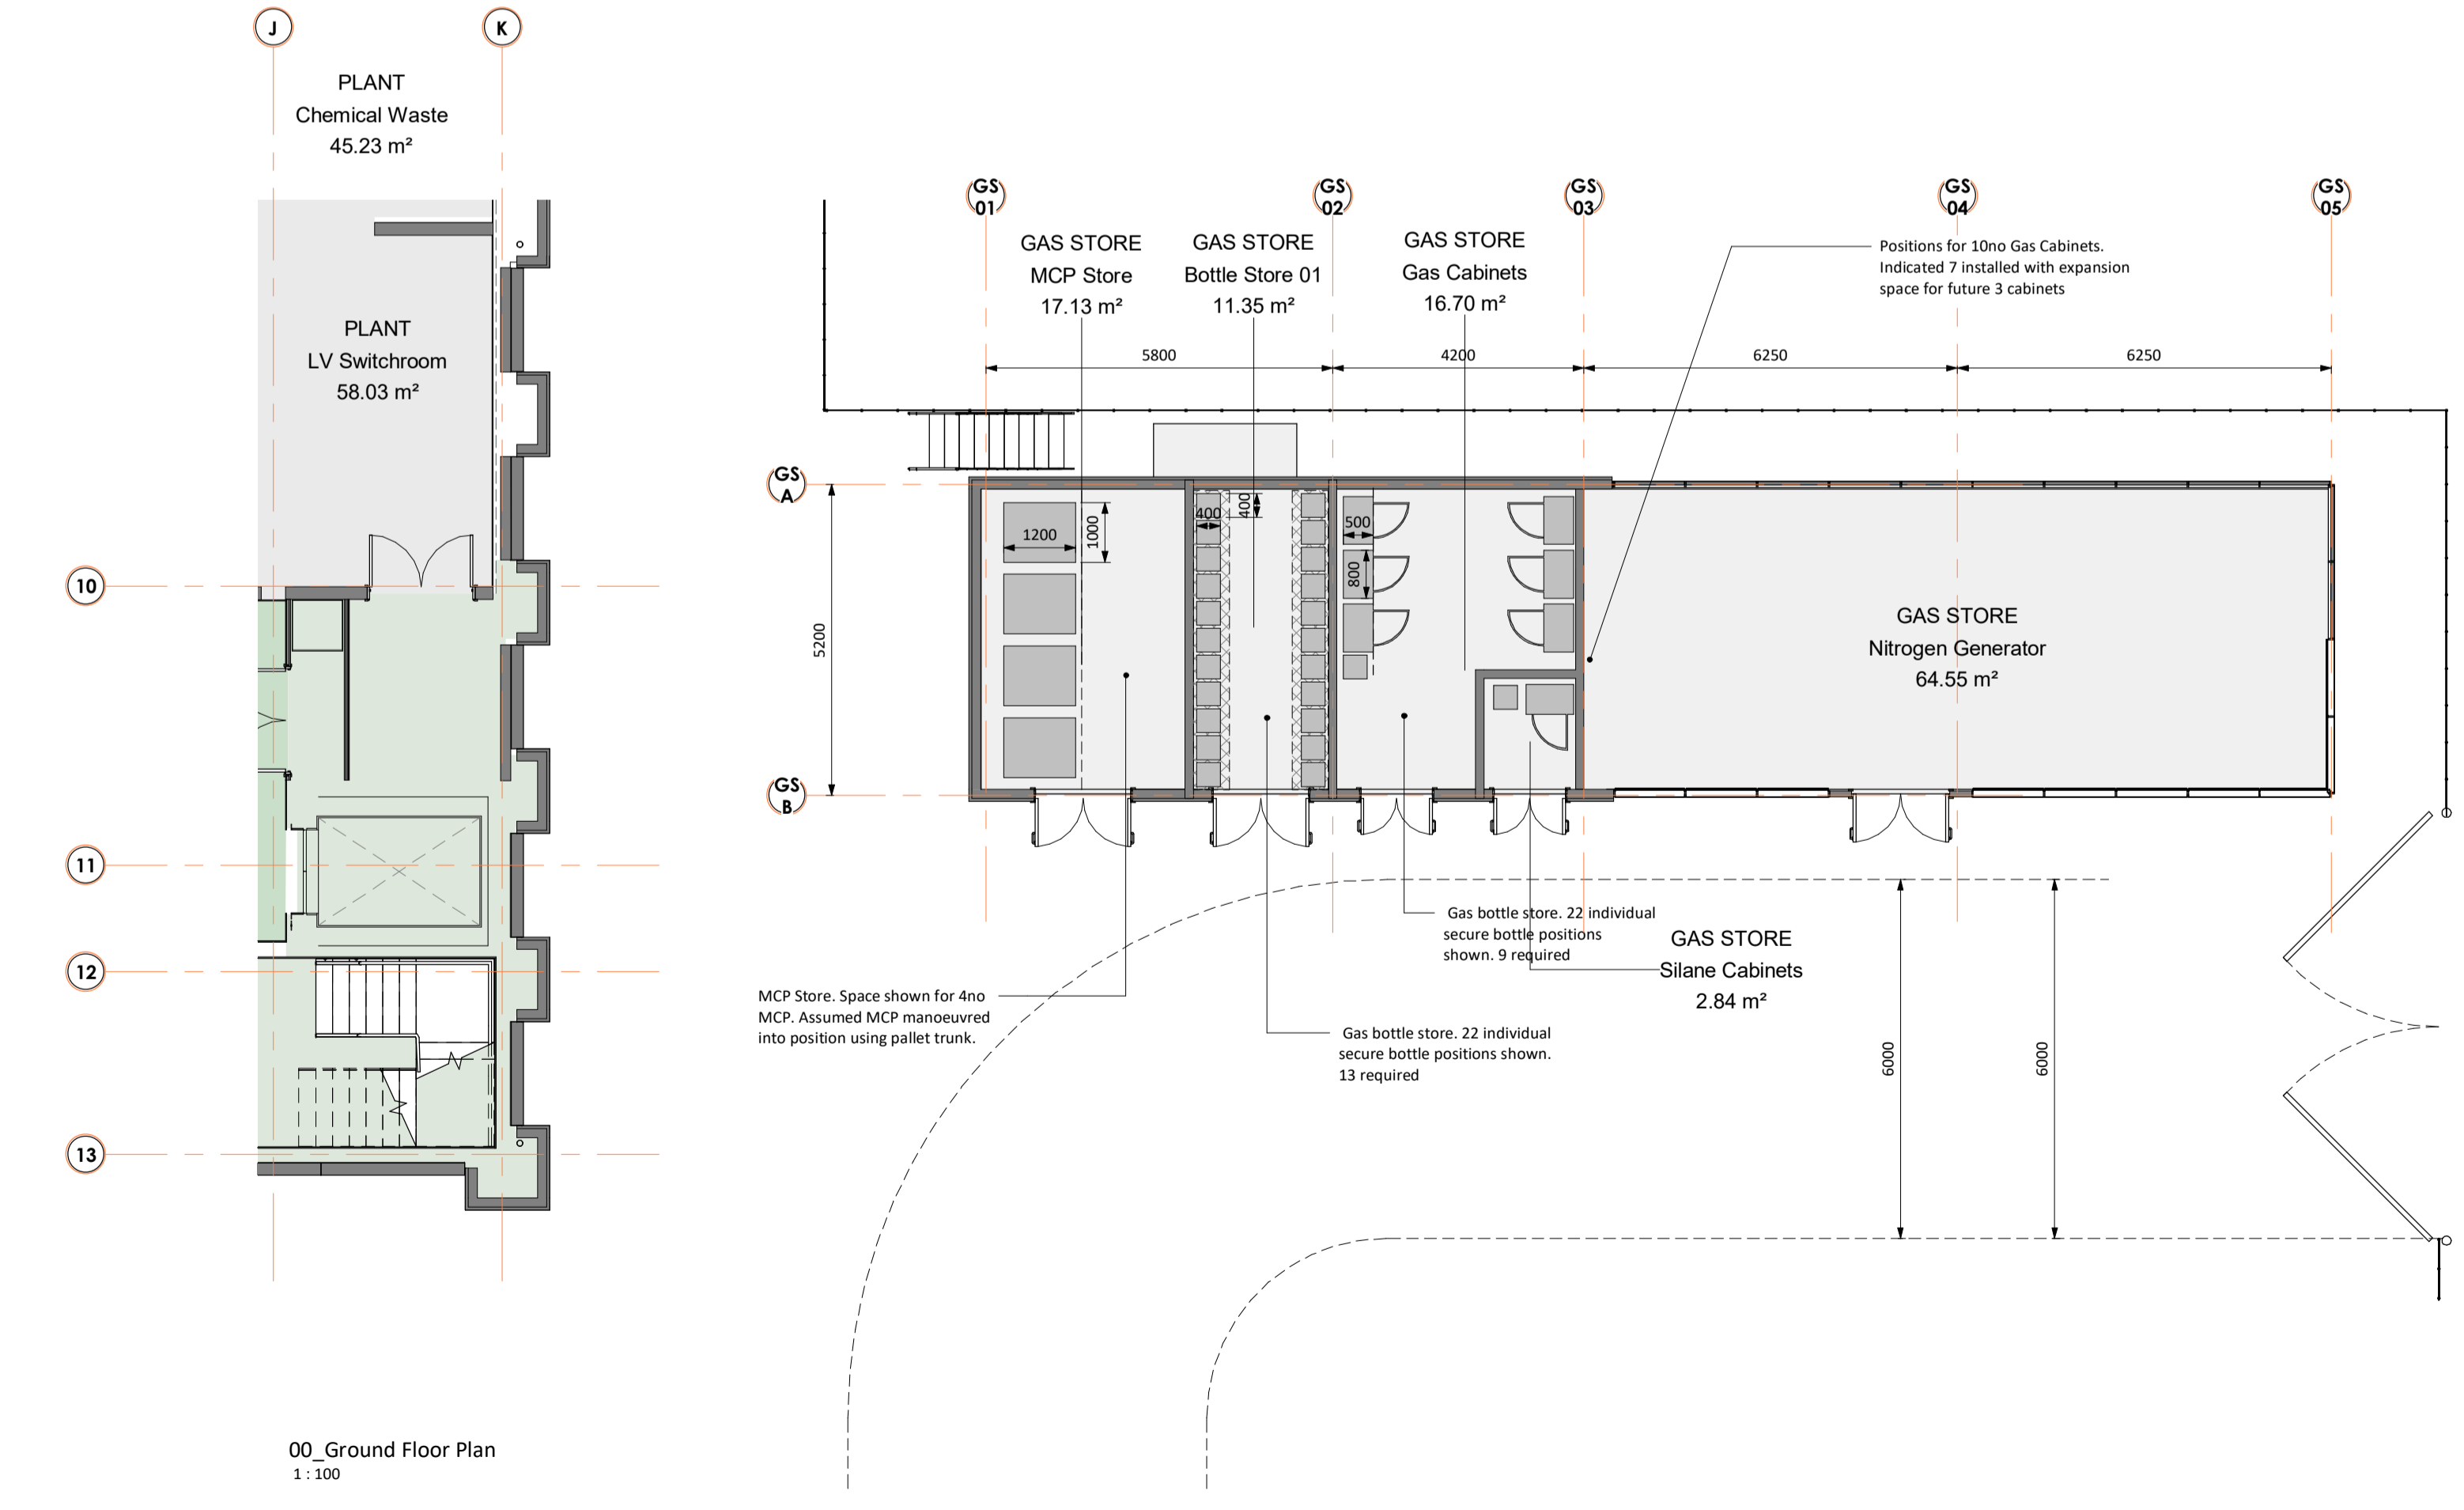 J
K
PLANT
Chemical Waste
45.23 m²
PLANT
LV Switchroom
58.03 m²
10
11
12
13
00_Ground Floor Plan
1 : 100
GS
01
GS
02
GS
03
GS
04
GS
05
GAS STORE
MCP Store
17.13 m²
GAS STORE
Bottle Store 01
11.35 m²
GAS STORE
Gas Cabinets
16.70 m²
Positions for 10no Gas Cabinets.
Indicated 7 installed with expansion
space for future 3 cabinets
5800
4200
6250
6250
GS
A
GS
B
5200
1200
1000
400
400
500
800
GAS STORE
Nitrogen Generator
64.55 m²
Gas bottle store. 22 individual
secure bottle positions
shown. 9 required
GAS STORE
Silane Cabinets
2.84 m²
MCP Store. Space shown for 4no
MCP. Assumed MCP manoeuvred
into position using pallet trunk.
Gas bottle store. 22 individual
secure bottle positions shown.
13 required
6000
6000